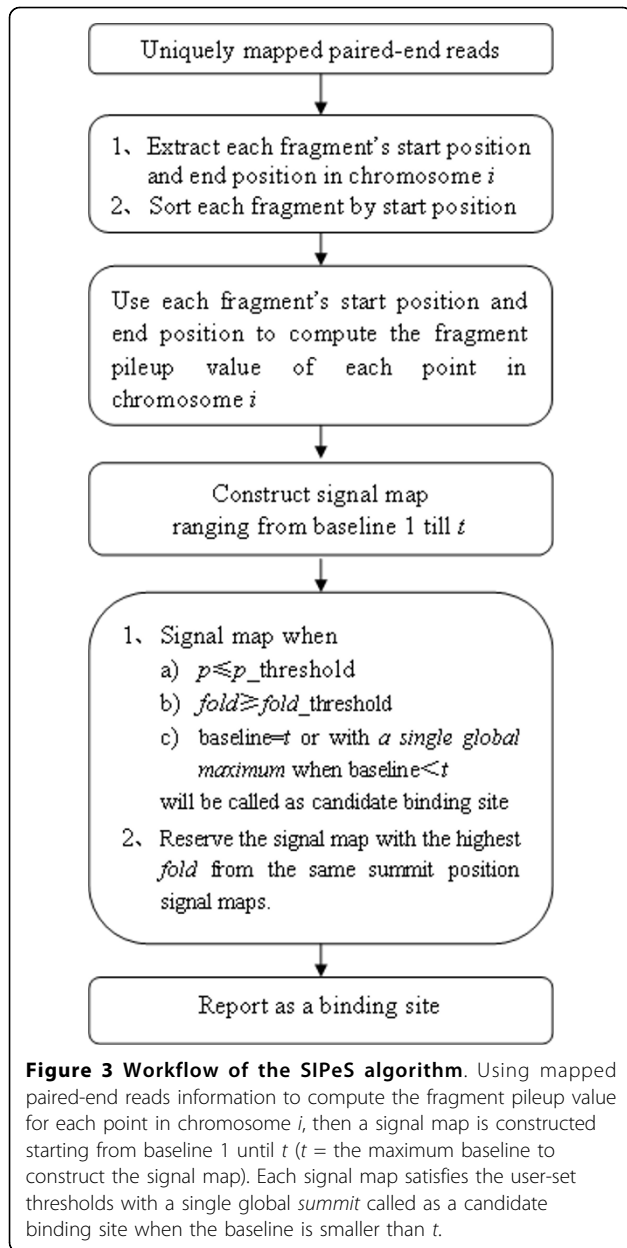 Uniquely mapped paired-end reads
1、 Extract each fragment's start position
and end position in chromosome i
2、 Sort each fragment by start position
Use each fragment's start position and
end position to compute the fragment
pileup value of each point in
chromosome i
Construct signal map
ranging from baseline 1 till t
1、 Signal map when
a) p≤p_threshold
b) fold≥fold_threshold
c) baseline=t or with a single global
maximum when baseline<t
will be called as candidate binding site
2、 Reserve the signal map with the highest
fold from the same summit position
signal maps.
Report as a binding site
Figure 3 Workflow of the SIPeS algorithm. Using mapped
paired-end reads information to compute the fragment pileup value
for each point in chromosome i, then a signal map is constructed
starting from baseline 1 until t (t = the maximum baseline to
construct the signal map). Each signal map satisfies the user-set
thresholds with a single global summit called as a candidate
binding site when the baseline is smaller than t.